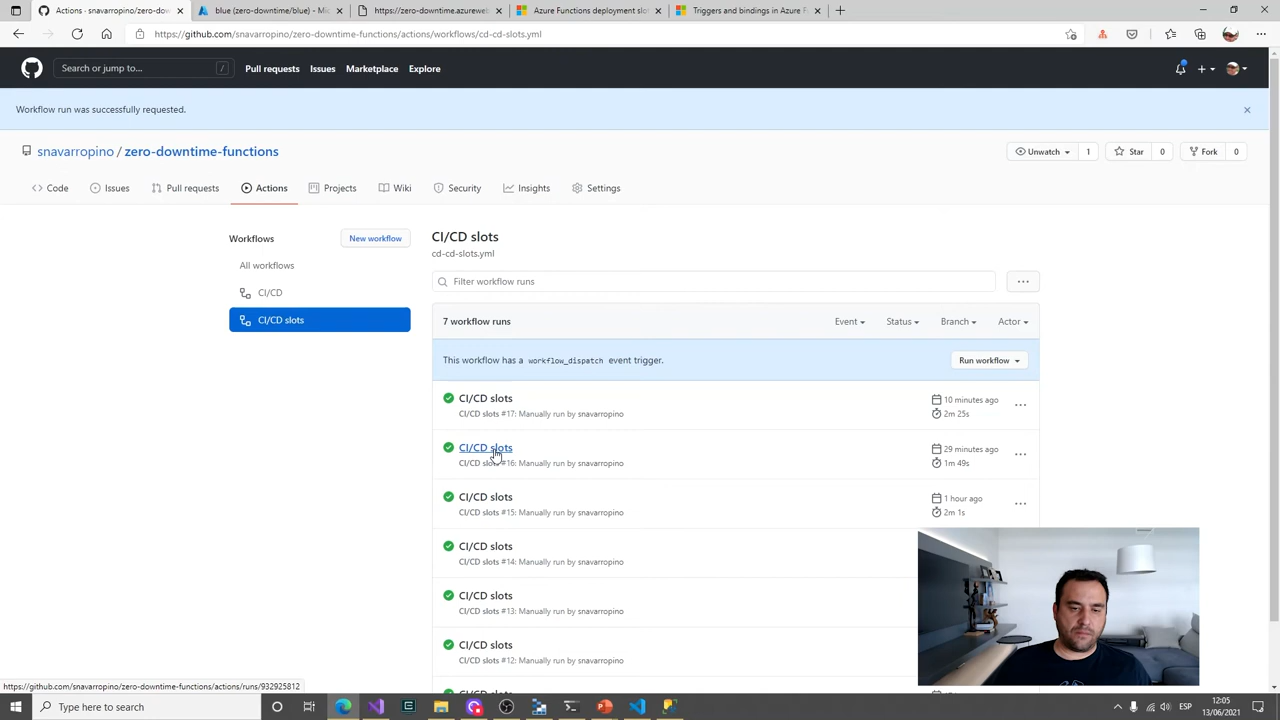 Actions - snavarropino/zero-dow
blue (zero-downtime/blue) - Mic
https://zero-downtime.azureweb
Azure Functions deployment slot
Triggers and bindings in Azure F
https://github.com/snavarropino/zero-downtime-functions/actions/workflows/cd-cd-slots.yml
Search or jump to...
/
Pull requests
Issues
Marketplace
Explore
Workflow run was successfully requested.
snavarropino / zero-downtime-functions
Unwatch 1
Star 0
Fork 0
Code
Issues
Pull requests
Actions
Projects
Wiki
Security
Insights
Settings
Workflows
New workflow
All workflows
CI/CD
CI/CD slots
CI/CD slots
cd-cd-slots.yml
Filter workflow runs
7 workflow runs
Event
Status
Branch
Actor
This workflow has a workflow_dispatch event trigger.
Run workflow
CI/CD slots
CI/CD slots #17: Manually run by snavarropino
10 minutes ago
2m 25s
CI/CD slots
CI/CD slots #16: Manually run by snavarropino
29 minutes ago
1m 49s
CI/CD slots
CI/CD slots #15: Manually run by snavarropino
1 hour ago
2m 1s
CI/CD slots
CI/CD slots #14: Manually run by snavarropino
CI/CD slots
CI/CD slots #13: Manually run by snavarropino
CI/CD slots
CI/CD slots #12: Manually run by snavarropino
CI/CD slots
https://github.com/snavarropino/zero-downtime-functions/actions/runs/932925812
Type here to search
ESP
12:05
13/06/2021